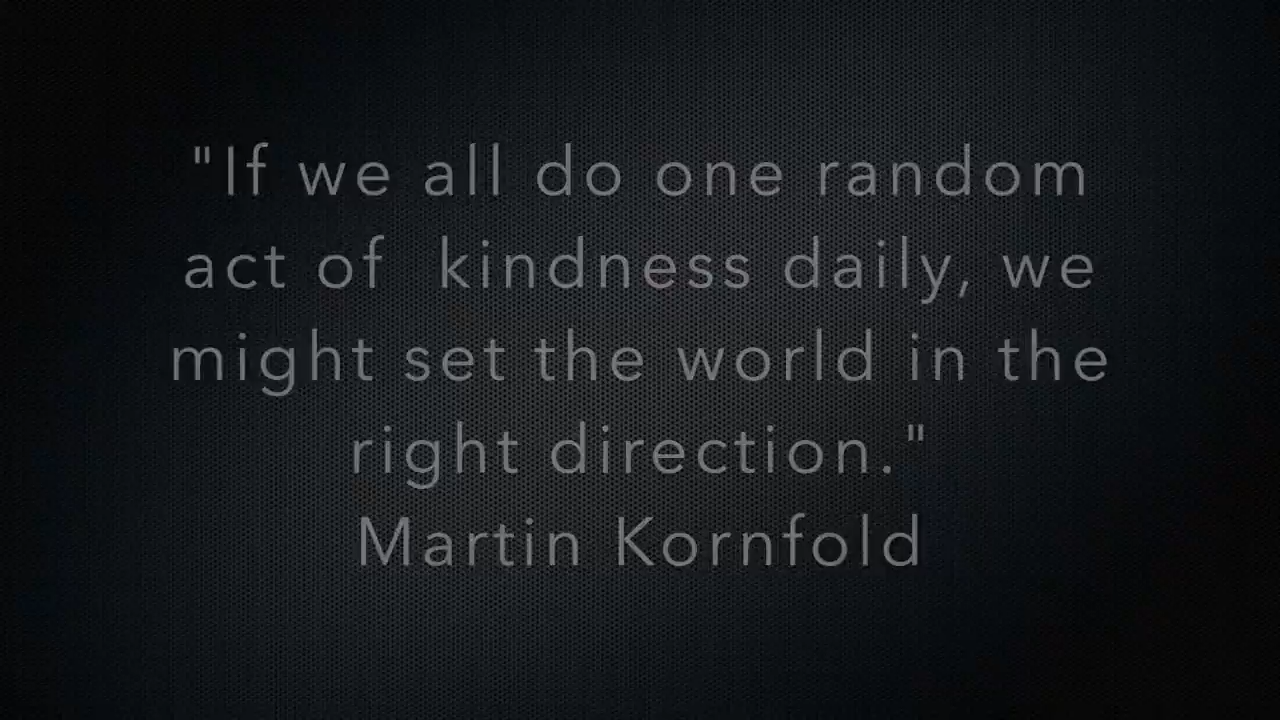 "If we all do one random
act of  kindness daily, we
might set the world in the
right direction."
Martin Kornfold